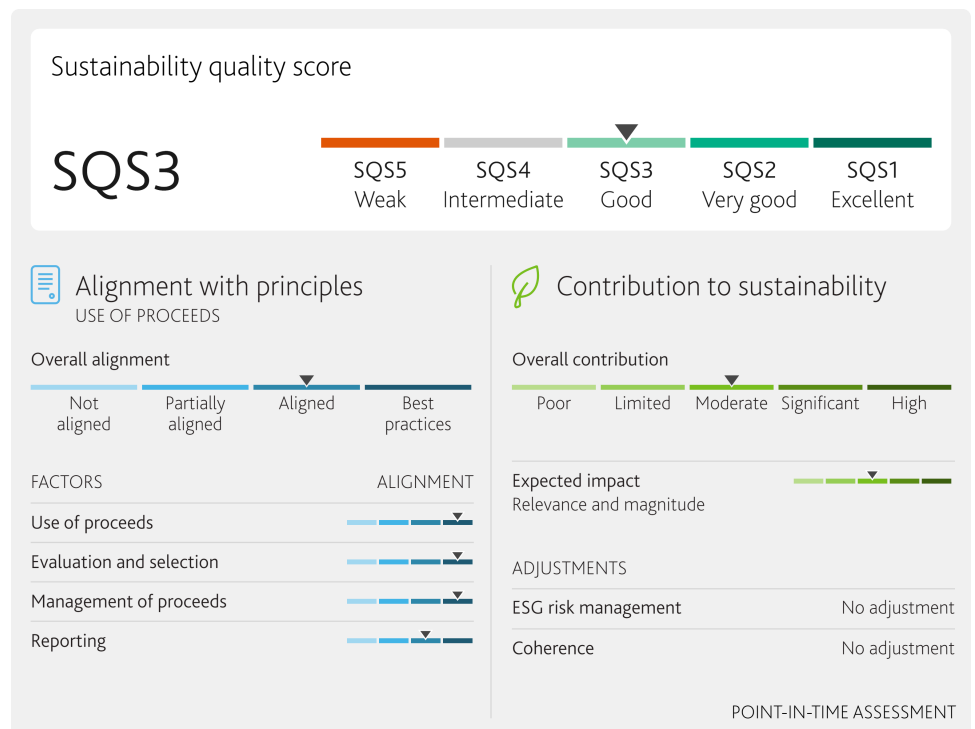 Sustainability quality score
SQS3
SQS5 SQS4 SQS3 SQS2 SQS1
Weak Intermediate Good Very good Excellent
Alignment with principles
USE OF PROCEEDS
Overall alignment
Not aligned
Partially aligned
Aligned
Best practices
FACTORS ALIGNMENT
Use of proceeds
Evaluation and selection
Management of proceeds
Reporting
Contribution to sustainability
Overall contribution
Poor Limited Moderate Significant High
Expected impact
Relevance and magnitude
ADJUSTMENTS
ESG risk management No adjustment
Coherence No adjustment
POINT-IN-TIME ASSESSMENT